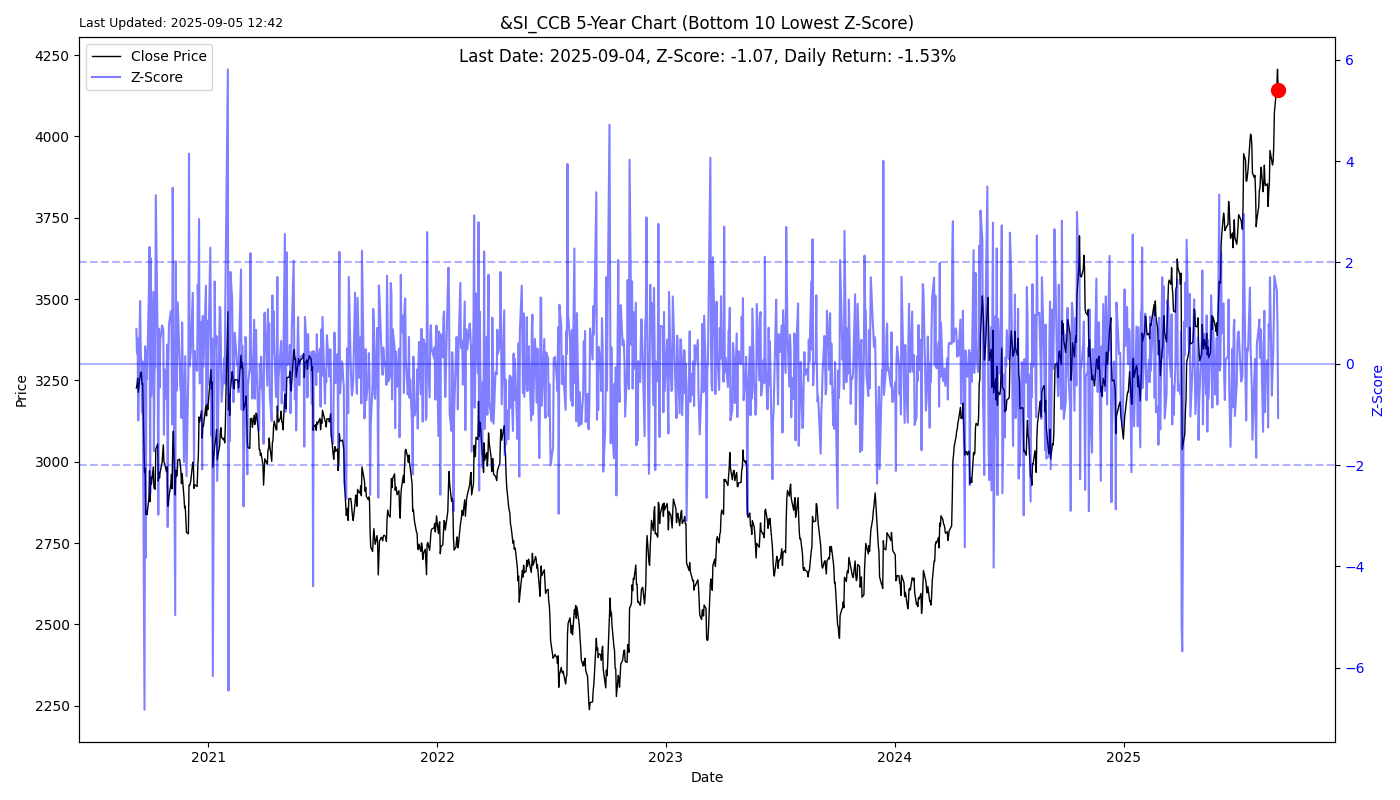 Last Updated: 2025-09-05 12:42
&SI_CCB 5-Year Chart (Bottom 10 Lowest Z-Score)
Last Date: 2025-09-04, Z-Score: -1.07, Daily Return: -1.53%
Close Price
Z-Score
Price
4250
4000
3750
3500
3250
3000
2750
2500
2250
6
4
2
0
−2
−4
−6
Z-Score
2021
2022
2023
2024
2025
Date